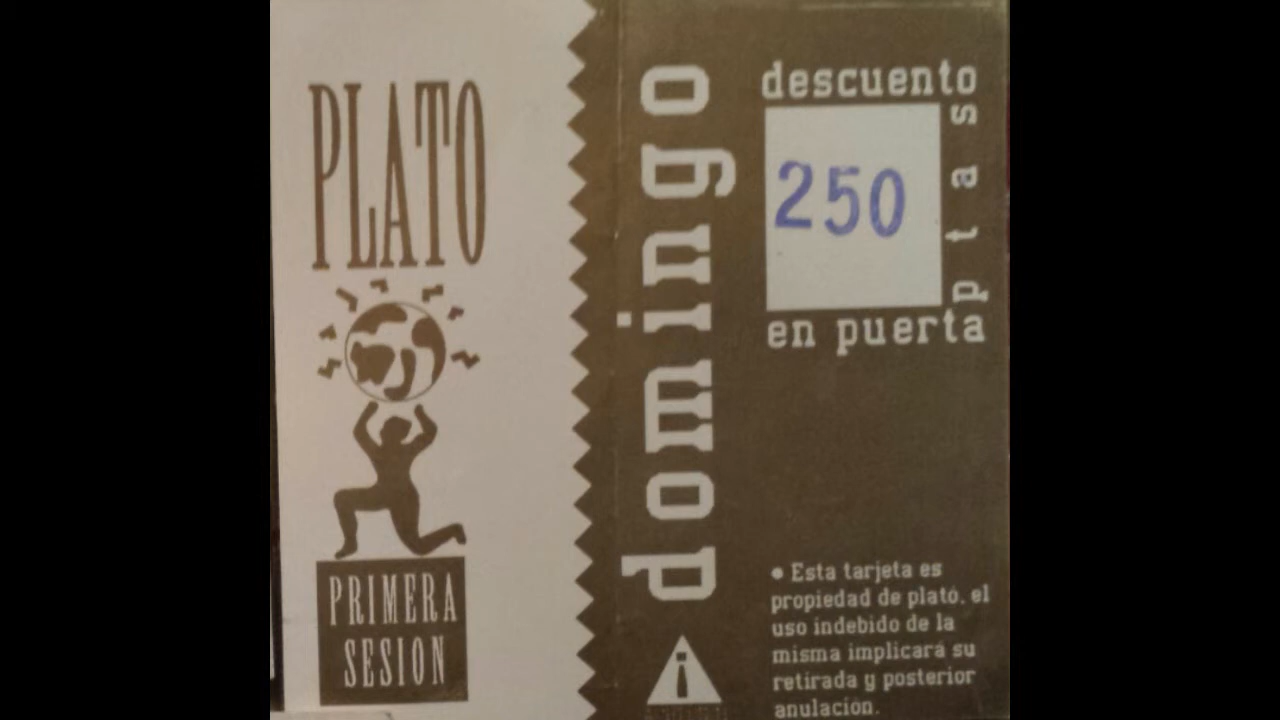 PLATO
PRIMERA
SESION
domingo
descuento
250
ptas
en puerta
• Esta tarjeta es
propiedad de plató. el
uso indebido de la
misma implicará su
retirada y posterior
anulación.